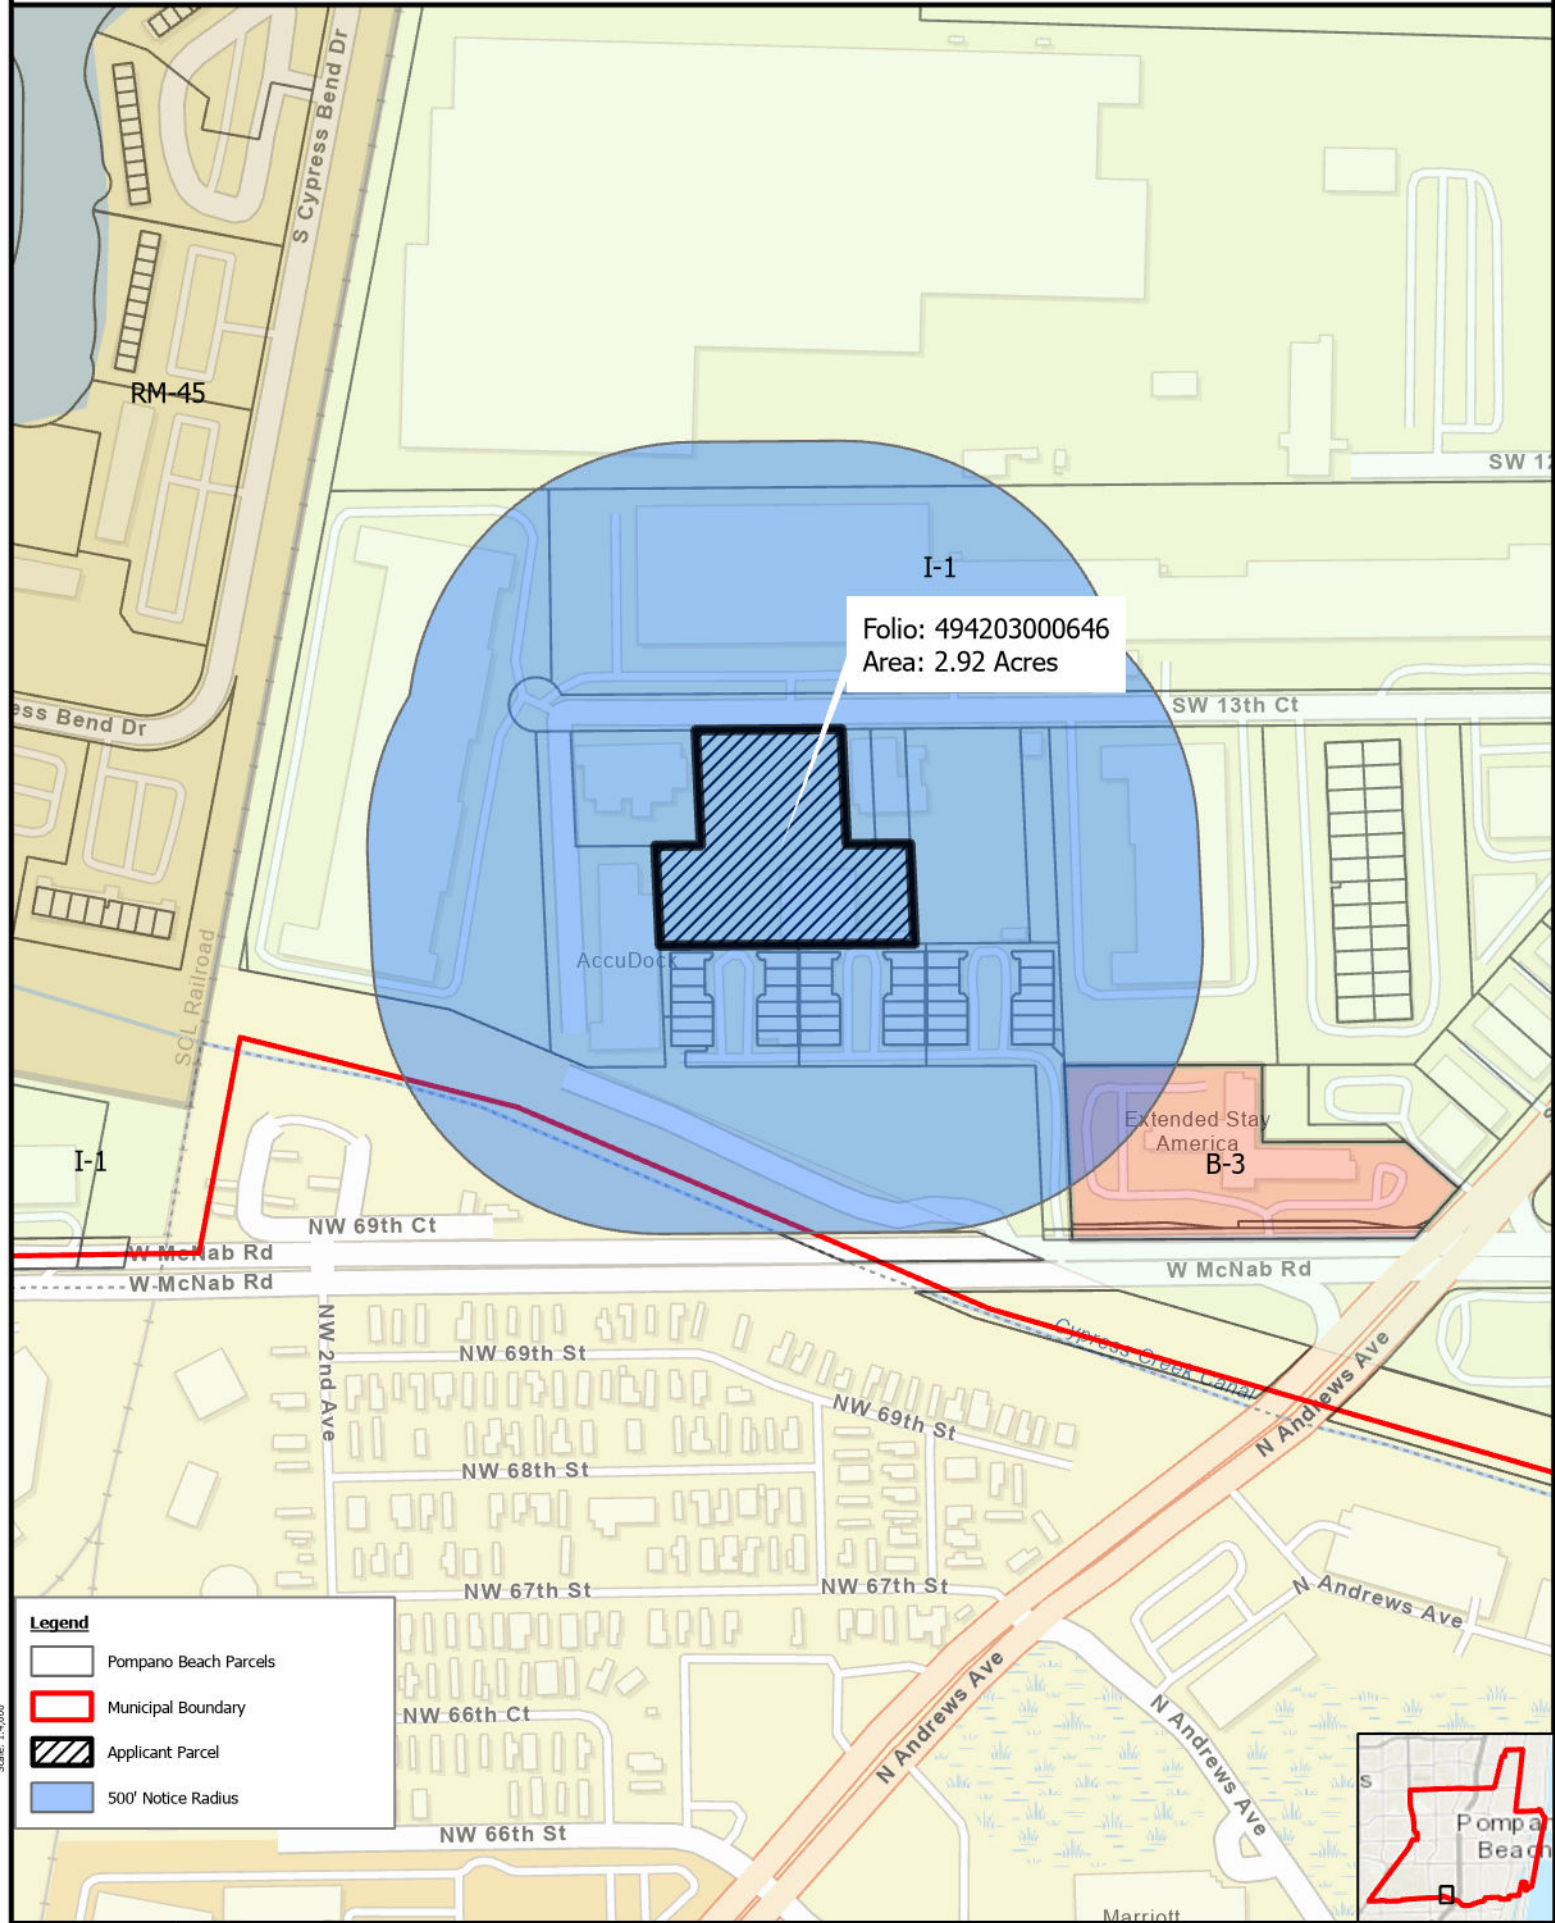 S Cypress Bend Dr
RM-45
SW 12
I-1
Folio: 494203000646
Area: 2.92 Acres
SW 13th Ct
ess Bend Dr
AccuDock
SCL Railroad
Extended Stay
America
B-3
I-1
NW 69th Ct
W McNab Rd
W McNab Rd
W McNab Rd
NW 2nd Ave
NW 69th St
Cypress Creek Canal
N Andrews Ave
NW 69th St
NW 68th St
NW 67th St
NW 67th St
N Andrews Ave
Legend
Pompano Beach Parcels
Municipal Boundary
Applicant Parcel
500' Notice Radius
N Andrews Ave
N Andrews Ave
NW 66th Ct
NW 66th St
S
Pompa
Beach
Marriott